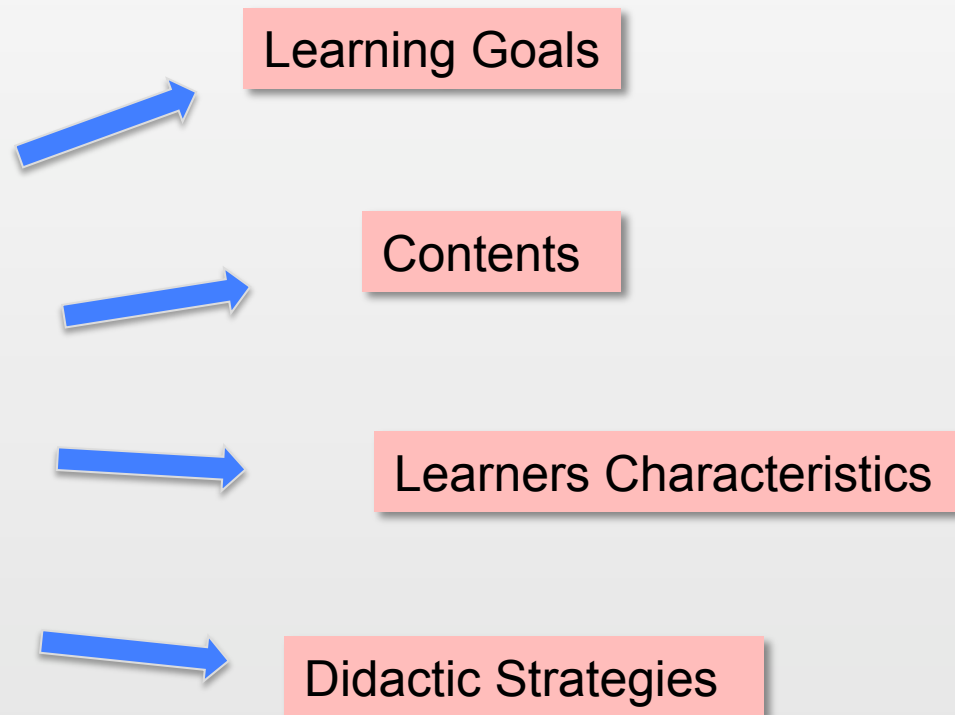 Learning Goals
Contents
Learners Characteristics
Didactic Strategies